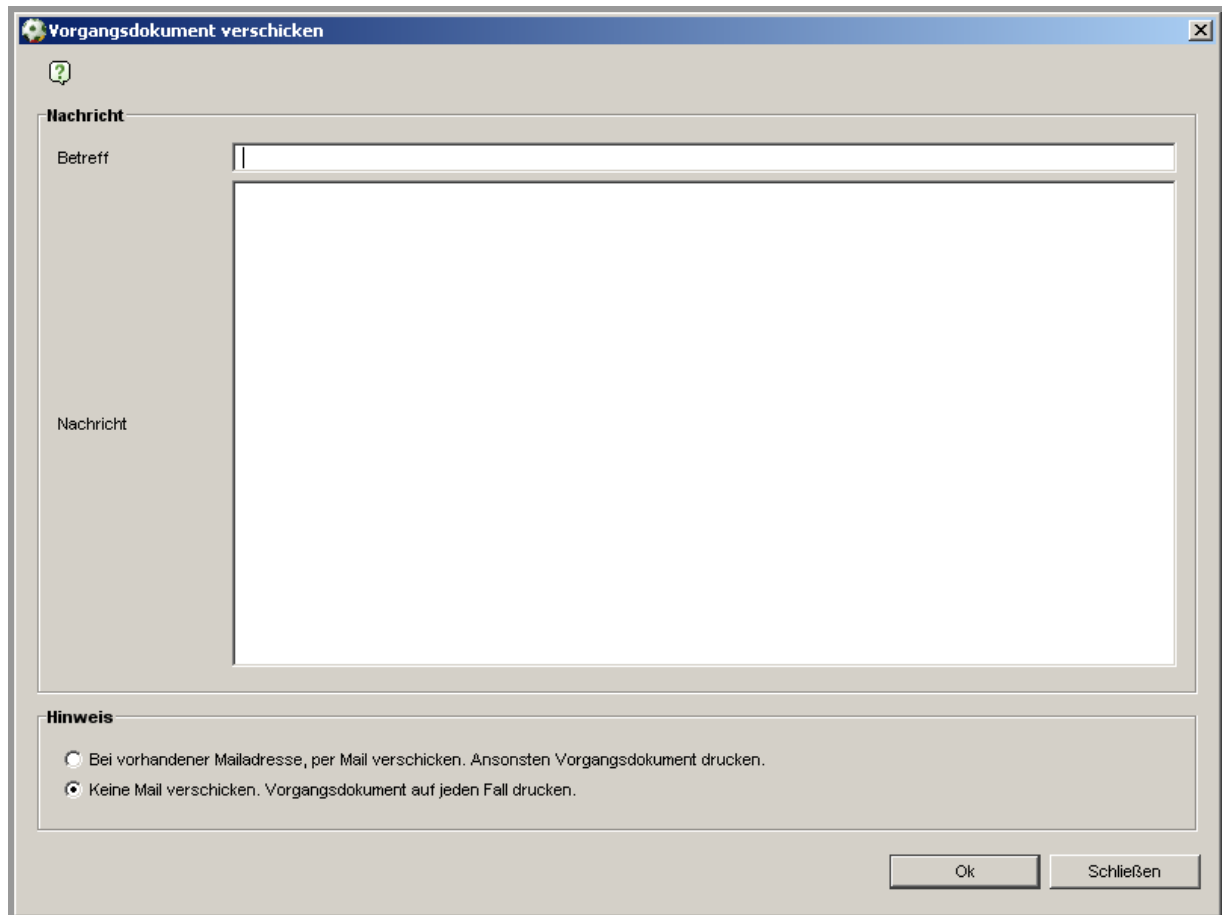 Vorgangsdokument verschicken
Nachricht
Betreff
Nachricht
Hinweis
Bei vorhandener Mailadresse, per Mail verschicken. Ansonsten Vorgangsdokument drucken.
Keine Mail verschicken. Vorgangsdokument auf jeden Fall drucken.
Ok
Schließen